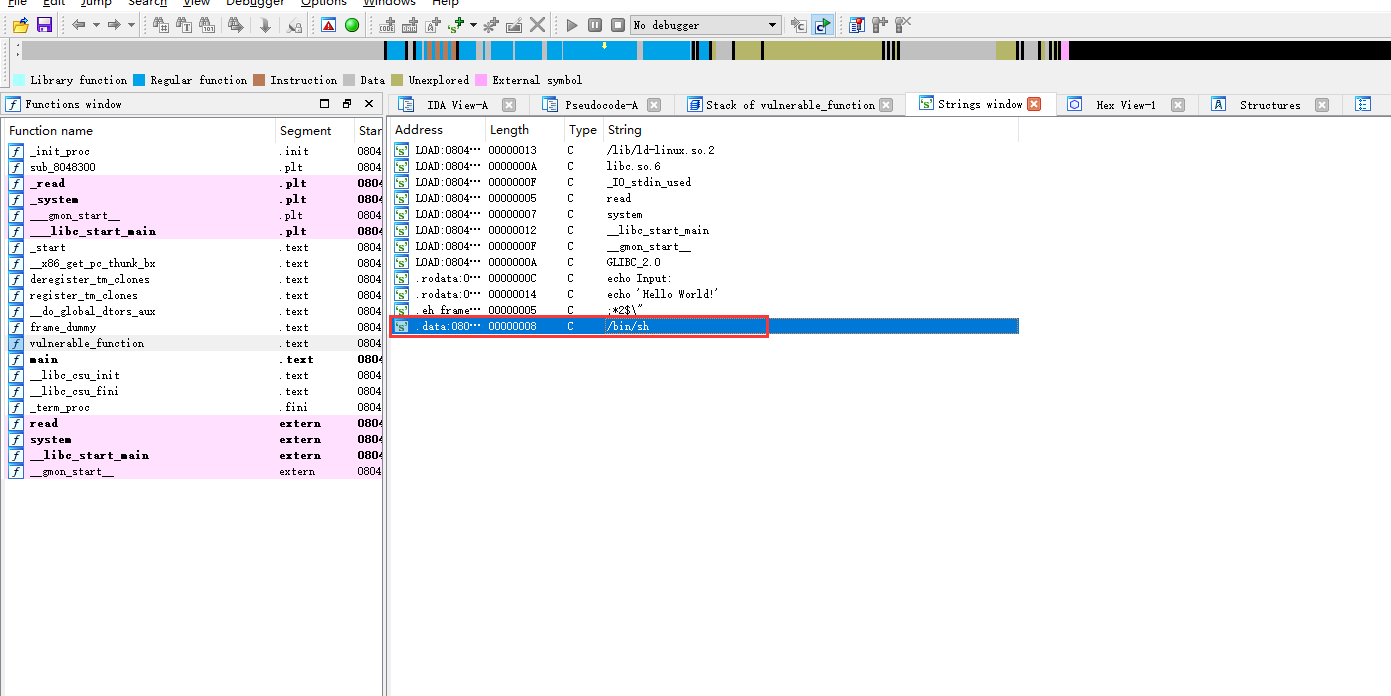 File Edit Jump Search View Debugger Options Windows Help
No debugger
Library function Regular function Instruction Data Unexplored External symbol
Functions window
IDA View-A Pseudocode-A Stack of vulnerable_function Strings window Hex View-1 Structures
Function name Segment Star
_init_proc .init 0804
sub_8048300 .plt 0804
_read .plt 0804
_system .plt 0804
___gmon_start__ .plt 0804
___libc_start_main .plt 0804
_start .text 0804
__x86_get_pc_thunk_bx .text 0804
deregister_tm_clones .text 0804
register_tm_clones .text 0804
__do_global_dtors_aux .text 0804
frame_dummy .text 0804
vulnerable_function .text 0804
main .text 0804
__libc_csu_init .text 0804
__libc_csu_fini .text 0804
_term_proc .fini 0804
read extern 0804
system extern 0804
__libc_start_main extern 0804
__gmon_start__ extern 0804
Address Length Type String
LOAD:0804… 00000013 C /lib/ld-linux.so.2
LOAD:0804… 0000000A C libc.so.6
LOAD:0804… 0000000F C _IO_stdin_used
LOAD:0804… 00000005 C read
LOAD:0804… 00000007 C system
LOAD:0804… 00000012 C __libc_start_main
LOAD:0804… 0000000F C __gmon_start__
LOAD:0804… 0000000A C GLIBC_2.0
.rodata:0… 0000000C C echo Input:
.rodata:0… 00000014 C echo 'Hello World!'
.eh_frame… 00000005 C ;*2$\"
.data:080… 00000008 C /bin/sh